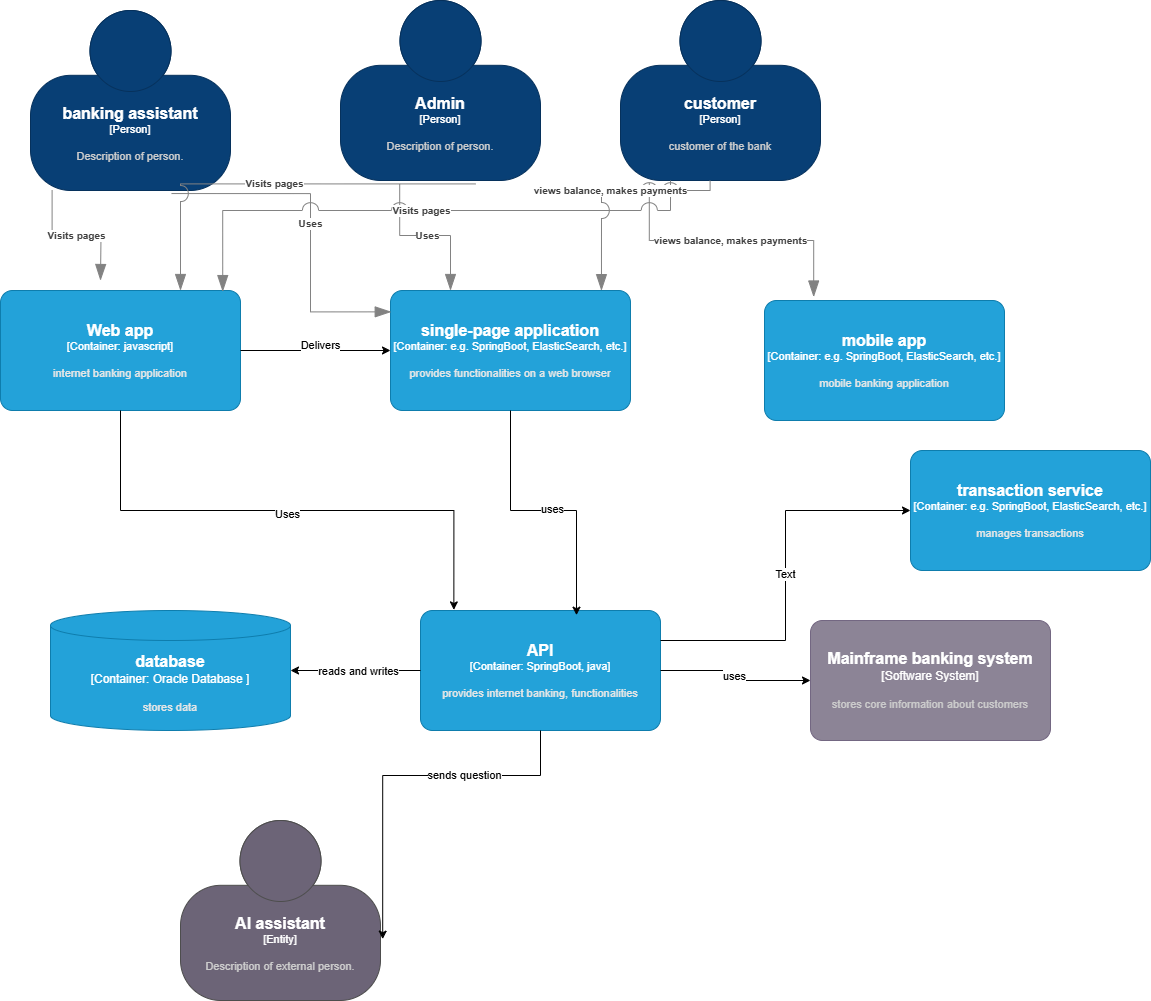 banking assistant
[Person]
Description of person.
Admin
[Person]
Description of person.
customer
[Person]
customer of the bank
Visits pages
views balance, makes payments
Visits pages
Uses
Visits pages
Uses
views balance, makes payments
Web app
[Container: javascript]
internet banking application
Delivers
single-page application
[Container: e.g. SpringBoot, ElasticSearch, etc.]
provides functionalities on a web browser
mobile app
[Container: e.g. SpringBoot, ElasticSearch, etc.]
mobile banking application
transaction service
[Container: e.g. SpringBoot, ElasticSearch, etc.]
manages transactions
Uses
uses
Text
database
[Container: Oracle Database ]
stores data
reads and writes
API
[Container: SpringBoot, java]
provides internet banking, functionalities
uses
Mainframe banking system
[Software System]
stores core information about customers
sends question
AI assistant
[Entity]
Description of external person.